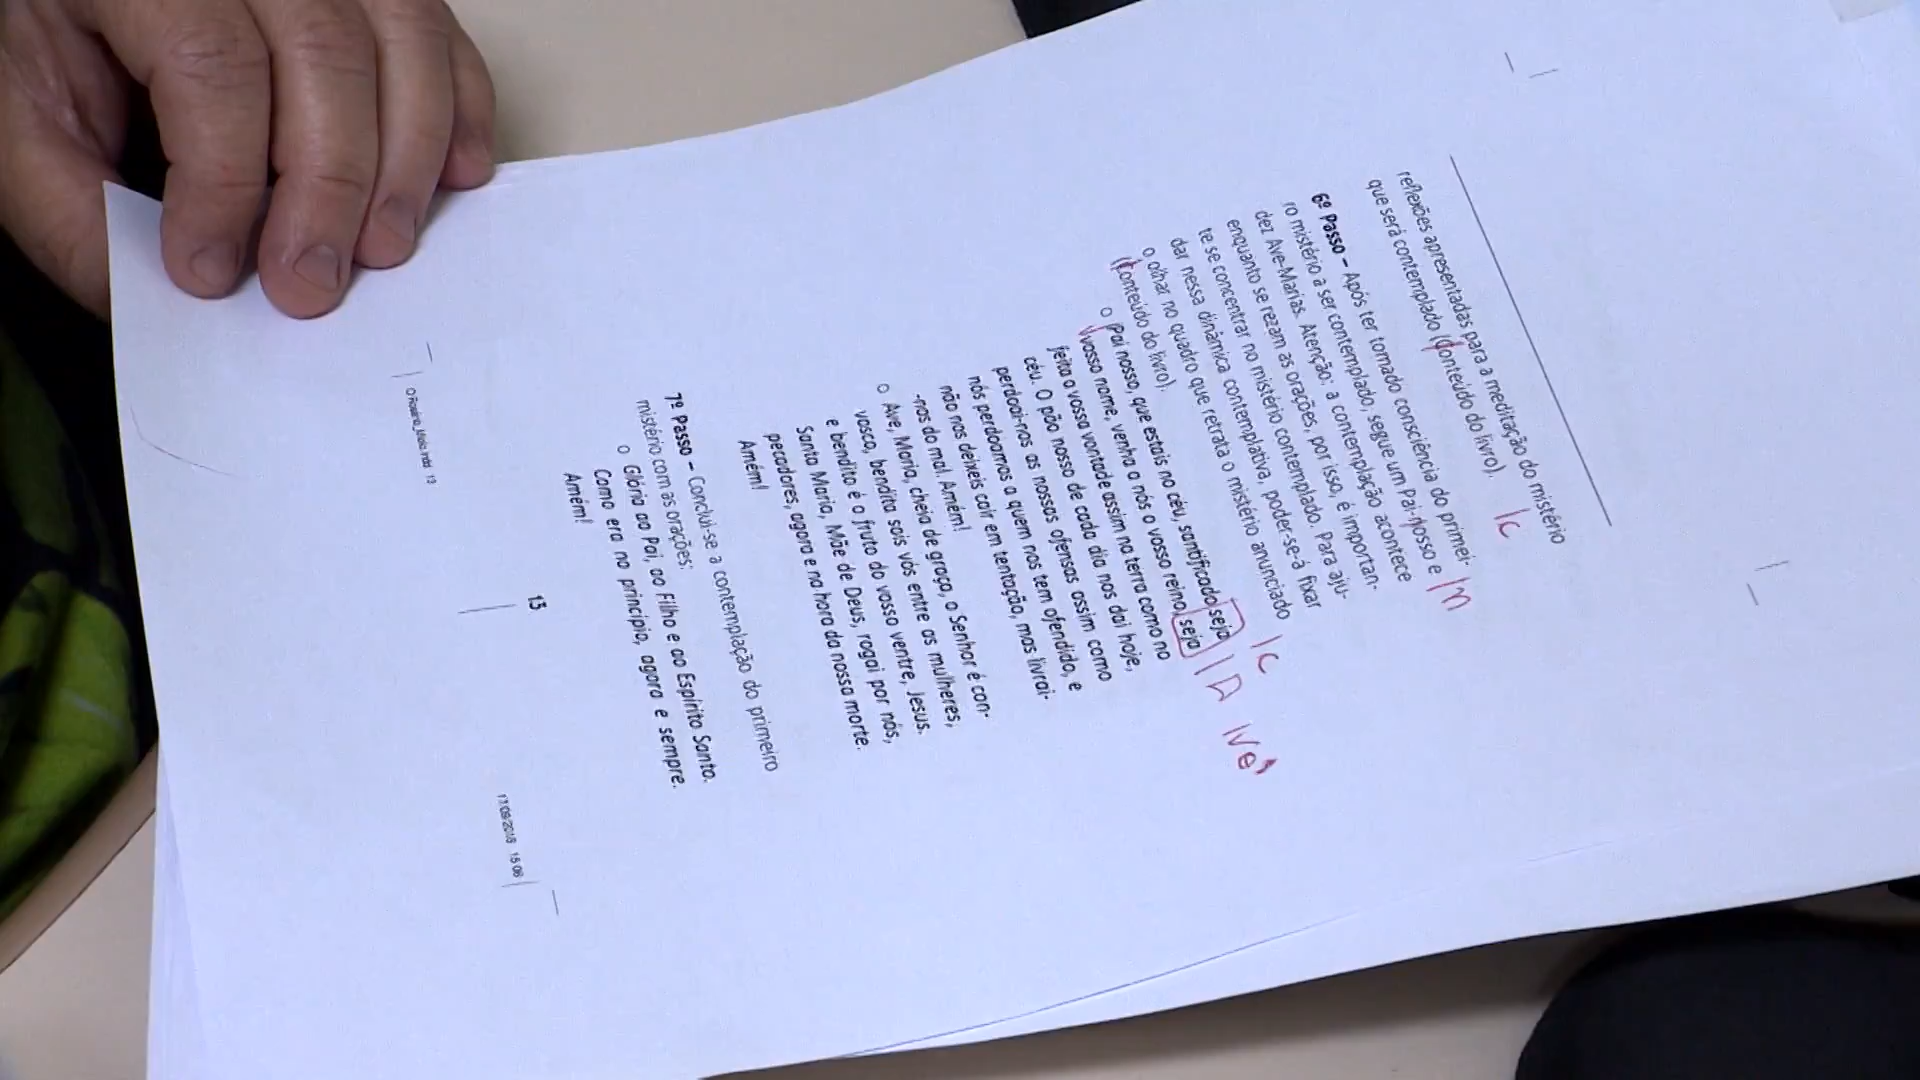 reflexões apresentadas para a meditação do mistério
que será contemplado (Conteúdo do livro).
6º Passo – Após ter tomado consciência do primei-
ro mistério a ser contemplado, segue um Pai-Nosso e
dez Ave-Marias. Atenção: a contemplação acontece
enquanto se rezam as orações, por isso, é importan-
te se concentrar no mistério contemplado. Para aju-
dar nessa dinâmica contemplativa, poder-se-á fixar
o olhar no quadro que retrata o mistério anunciado
(Conteúdo do livro).
o Pai nosso, que estais no céu, santificado seja
vosso nome, venha a nós o vosso reino, seja
feita a vossa vontade assim na terra como no
céu. O pão nosso de cada dia nos dai hoje,
perdoai-nos as nossas ofensas assim como
nós perdoamos a quem nos tem ofendido, e
não nos deixeis cair em tentação, mas livrai-
-nos do mal. Amém!
o Ave, Maria, cheia de graça, o Senhor é con-
vosco, bendita sois vós entre as mulheres,
e bendito é o fruto do vosso ventre, Jesus.
Santa Maria, Mãe de Deus, rogai por nós,
pecadores, agora e na hora da nossa morte.
Amém!
7º Passo – Conclui-se a contemplação do primeiro
mistério com as orações:
o Glória ao Pai, ao Filho e ao Espírito Santo.
Como era no princípio, agora e sempre.
Amém!
13
c
n
c